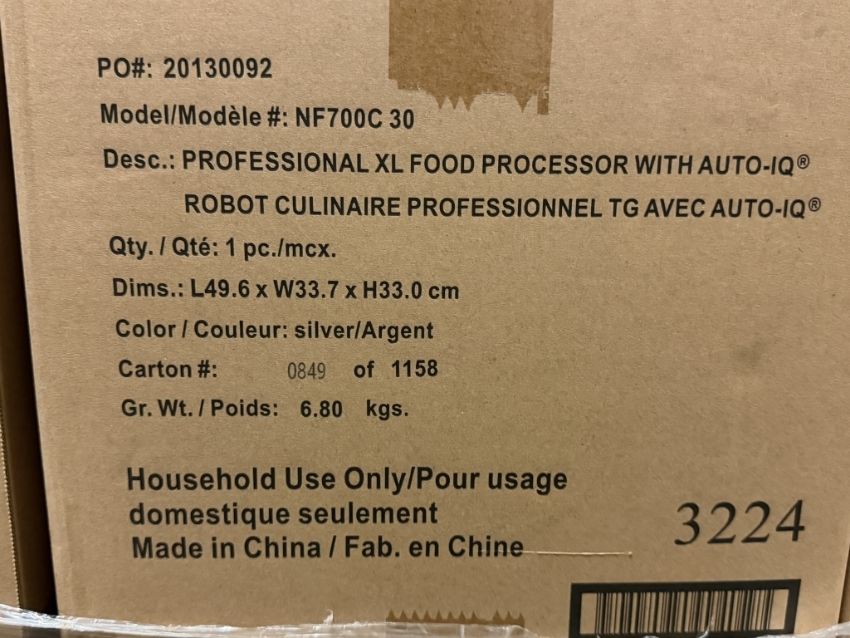 PO#: 20130092
Model/Modèle #: NF700C 30
Desc.: PROFESSIONAL XL FOOD PROCESSOR WITH AUTO-IQ®
ROBOT CULINAIRE PROFESSIONNEL TG AVEC AUTO-IQ®
Qty. / Qté: 1 pc./mcx.
Dims.: L49.6 x W33.7 x H33.0 cm
Color / Couleur: silver/Argent
Carton #: 0849 of 1158
Gr. Wt. / Poids: 6.80 kgs.
Household Use Only/Pour usage
domestique seulement
Made in China / Fab. en Chine
3224